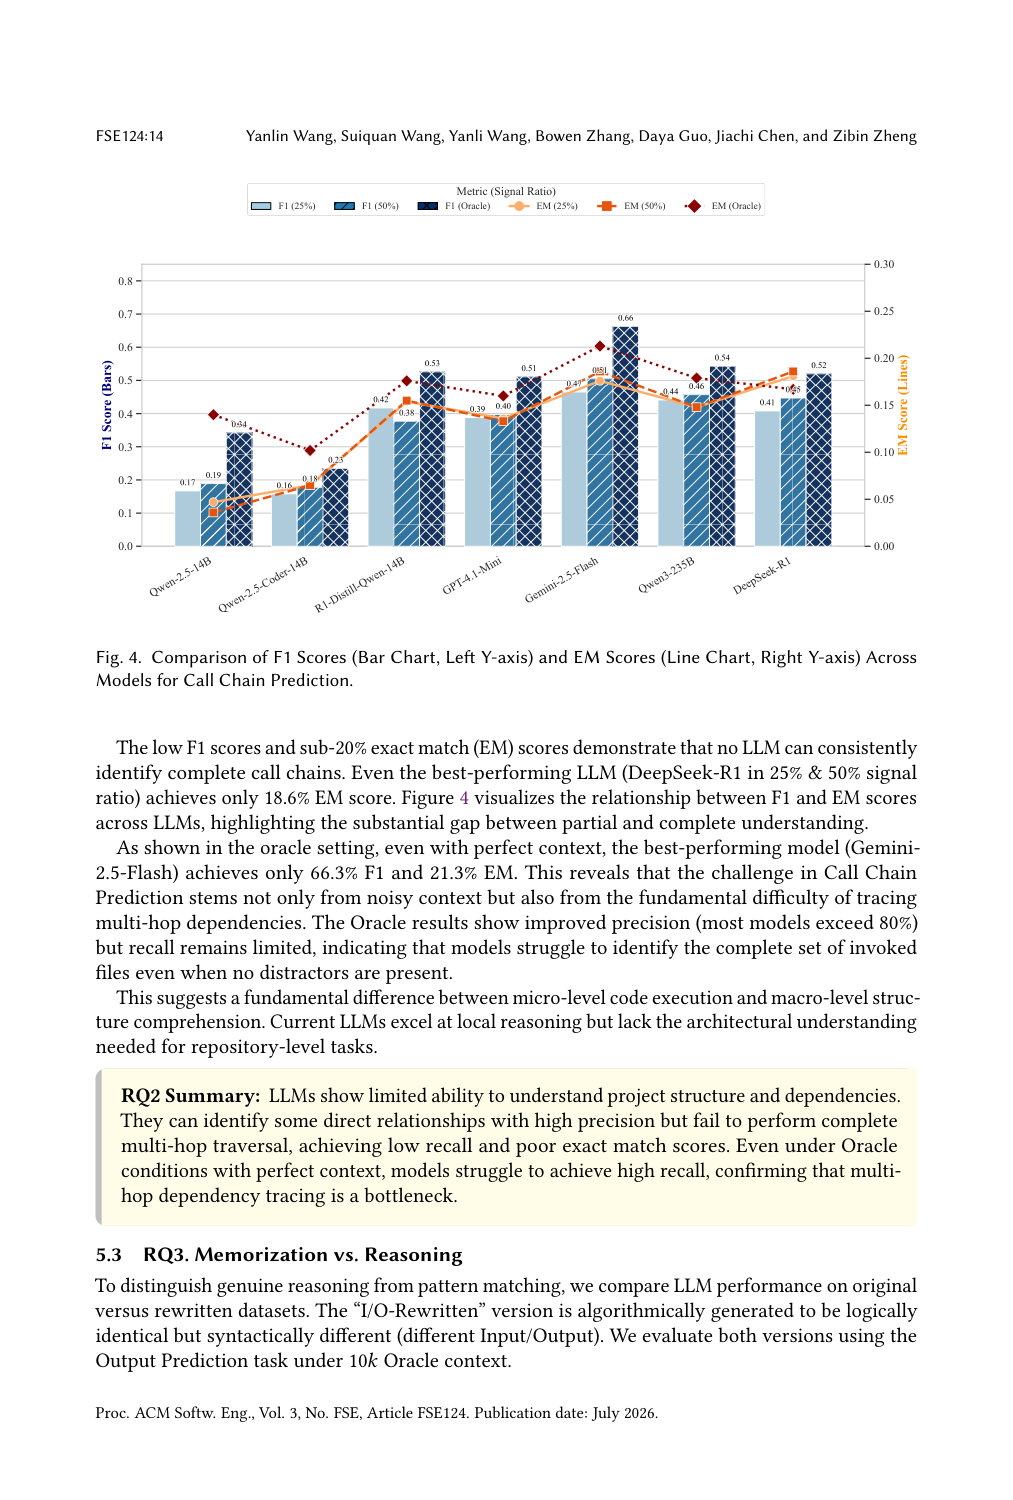 FSE124:14 Yanlin Wang, Suiquan Wang, Yanli Wang, Bowen Zhang, Daya Guo, Jiachi Chen, and Zibin Zheng
Metric (Signal Ratio)
F1 (25%) F1 (50%) F1 (Oracle) EM (25%) EM (50%) EM (Oracle)
F1 Score (Bars)
0.8
0.7
0.6
0.5
0.4
0.3
0.2
0.1
0.0
0.17 0.19 0.34
0.16 0.18 0.23
0.42 0.38 0.53
0.39 0.40 0.51
0.47 0.51 0.66
0.44 0.46 0.54
0.41 0.45 0.52
0.30
0.25
0.20
0.15
0.10
0.05
0.00
EM Score (Lines)
Qwen-2.5-14B
Qwen-2.5-Coder-14B
R1-Distill-Qwen-14B
GPT-4.1-Mini
Gemini-2.5-Flash
Qwen3-235B
DeepSeek-R1
Fig. 4. Comparison of F1 Scores (Bar Chart, Left Y-axis) and EM Scores (Line Chart, Right Y-axis) Across
Models for Call Chain Prediction.
The low F1 scores and sub-20% exact match (EM) scores demonstrate that no LLM can consistently
identify complete call chains. Even the best-performing LLM (DeepSeek-R1 in 25% & 50% signal
ratio) achieves only 18.6% EM score. Figure 4 visualizes the relationship between F1 and EM scores
across LLMs, highlighting the substantial gap between partial and complete understanding.
As shown in the oracle setting, even with perfect context, the best-performing model (Gemini-
2.5-Flash) achieves only 66.3% F1 and 21.3% EM. This reveals that the challenge in Call Chain
Prediction stems not only from noisy context but also from the fundamental difficulty of tracing
multi-hop dependencies. The Oracle results show improved precision (most models exceed 80%)
but recall remains limited, indicating that models struggle to identify the complete set of invoked
files even when no distractors are present.
This suggests a fundamental difference between micro-level code execution and macro-level struc-
ture comprehension. Current LLMs excel at local reasoning but lack the architectural understanding
needed for repository-level tasks.
RQ2 Summary: LLMs show limited ability to understand project structure and dependencies.
They can identify some direct relationships with high precision but fail to perform complete
multi-hop traversal, achieving low recall and poor exact match scores. Even under Oracle
conditions with perfect context, models struggle to achieve high recall, confirming that multi-
hop dependency tracing is a bottleneck.
5.3 RQ3. Memorization vs. Reasoning
To distinguish genuine reasoning from pattern matching, we compare LLM performance on original
versus rewritten datasets. The “I/O-Rewritten” version is algorithmically generated to be logically
identical but syntactically different (different Input/Output). We evaluate both versions using the
Output Prediction task under 10k Oracle context.
Proc. ACM Softw. Eng., Vol. 3, No. FSE, Article FSE124. Publication date: July 2026.